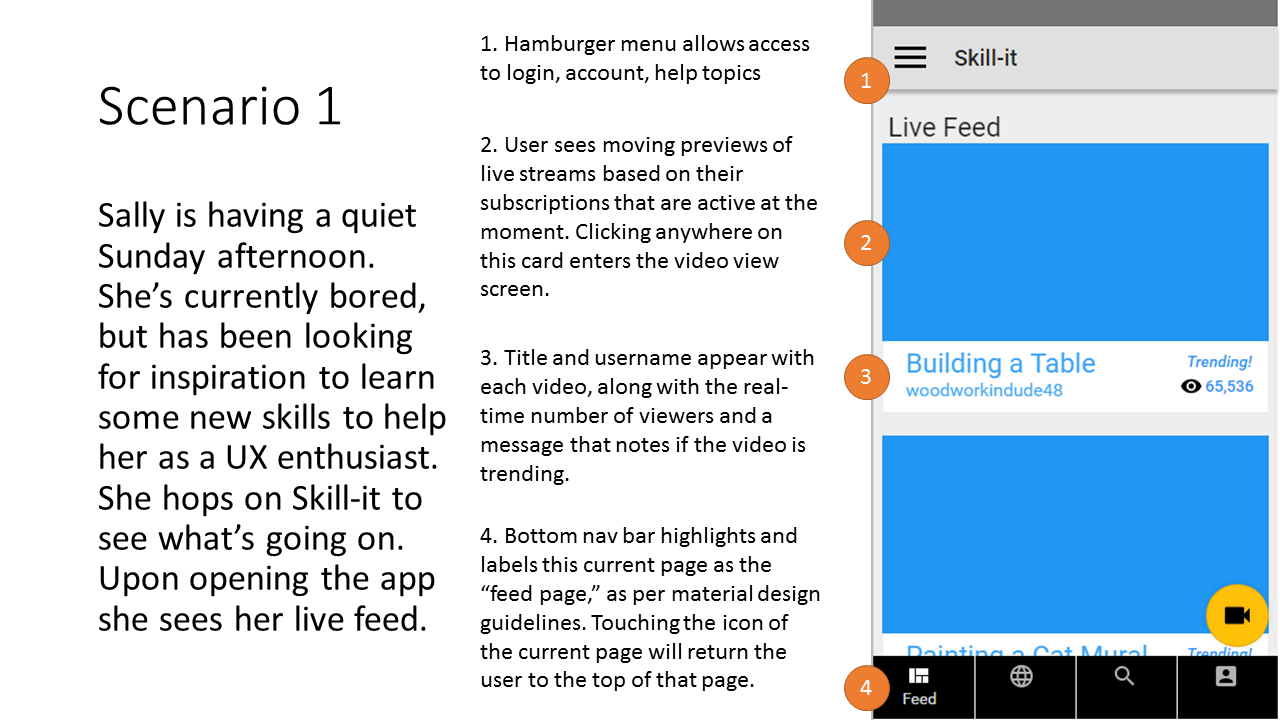 Scenario 1
Sally is having a quiet
Sunday afternoon.
She’s currently bored,
but has been looking
for inspiration to learn
some new skills to help
her as a UX enthusiast.
She hops on Skill-it to
see what’s going on.
Upon opening the app
she sees her live feed.
1. Hamburger menu allows access
to login, account, help topics
2. User sees moving previews of
live streams based on their
subscriptions that are active at the
moment. Clicking anywhere on
this card enters the video view
screen.
3. Title and username appear with
each video, along with the real-
time number of viewers and a
message that notes if the video is
trending.
4. Bottom nav bar highlights and
labels this current page as the
“feed page,” as per material design
guidelines. Touching the icon of
the current page will return the
user to the top of that page.
1
Skill-it
Live Feed
2
3
Building a Table
Trending!
woodworkindude48
65,536
Painting a Cat Mural
Trending!
4
Feed